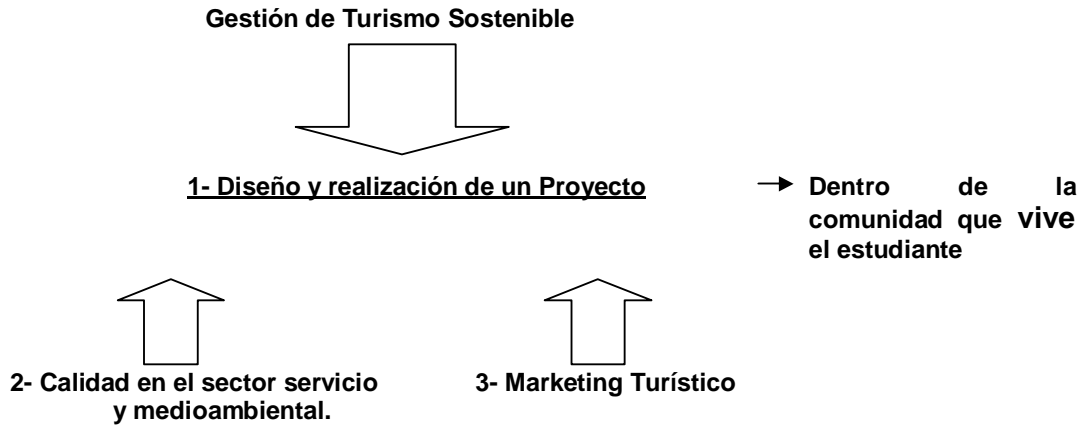 Gestión de Turismo Sostenible
1- Diseño y realización de un Proyecto
Dentro de la
comunidad que vive
el estudiante
2- Calidad en el sector servicio
y medioambiental.
3- Marketing Turístico